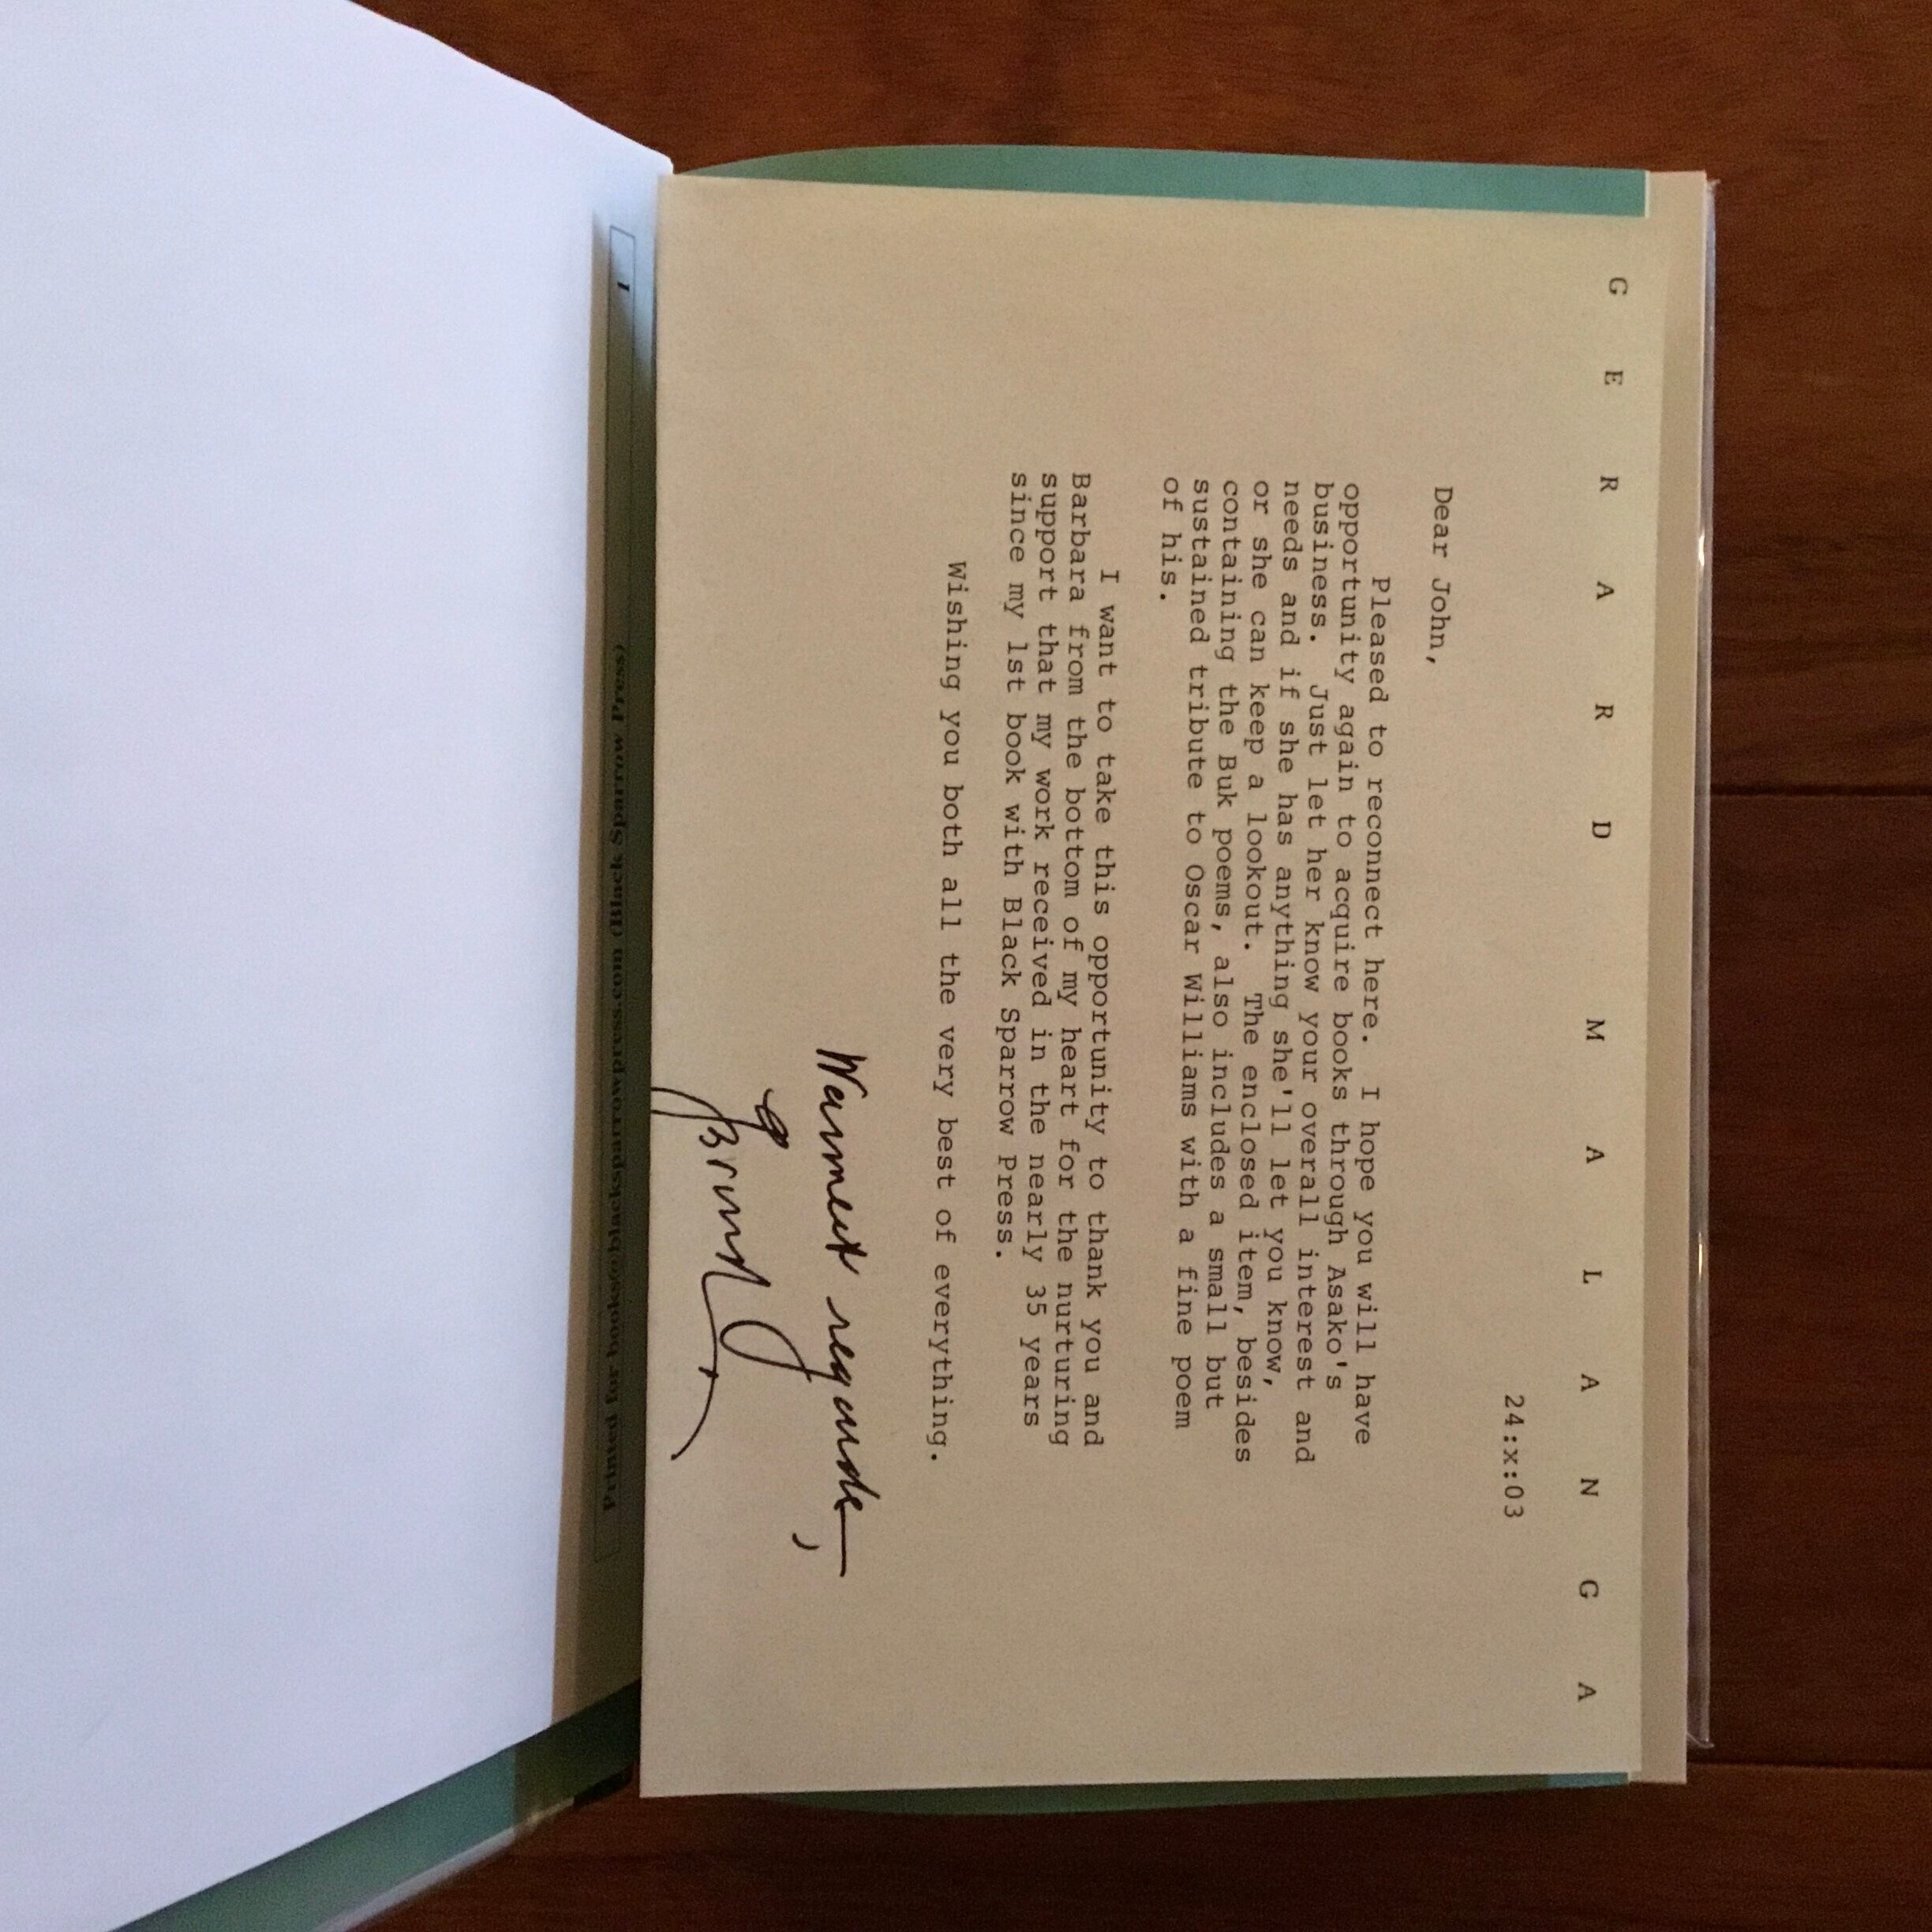 GERARD MALANGA
24:x:03
Dear John,
Pleased to reconnect here. I hope you will have
opportunity again to acquire books through Asako's
business. Just let her know your overall interest and
needs and if she has anything she'll let you know,
or she can keep a lookout. The enclosed item, besides
containing the Buk poems, also includes a small but
sustained tribute to Oscar Williams with a fine poem
of his.
I want to take this opportunity to thank you and
Barbara from the bottom of my heart for the nurturing
support that my work received in the nearly 35 years
since my 1st book with Black Sparrow Press.
Wishing you both all the very best of everything.
Warmest regards,
Printed by booksofblacksparrowpress.com (Black Sparrow Press)
1